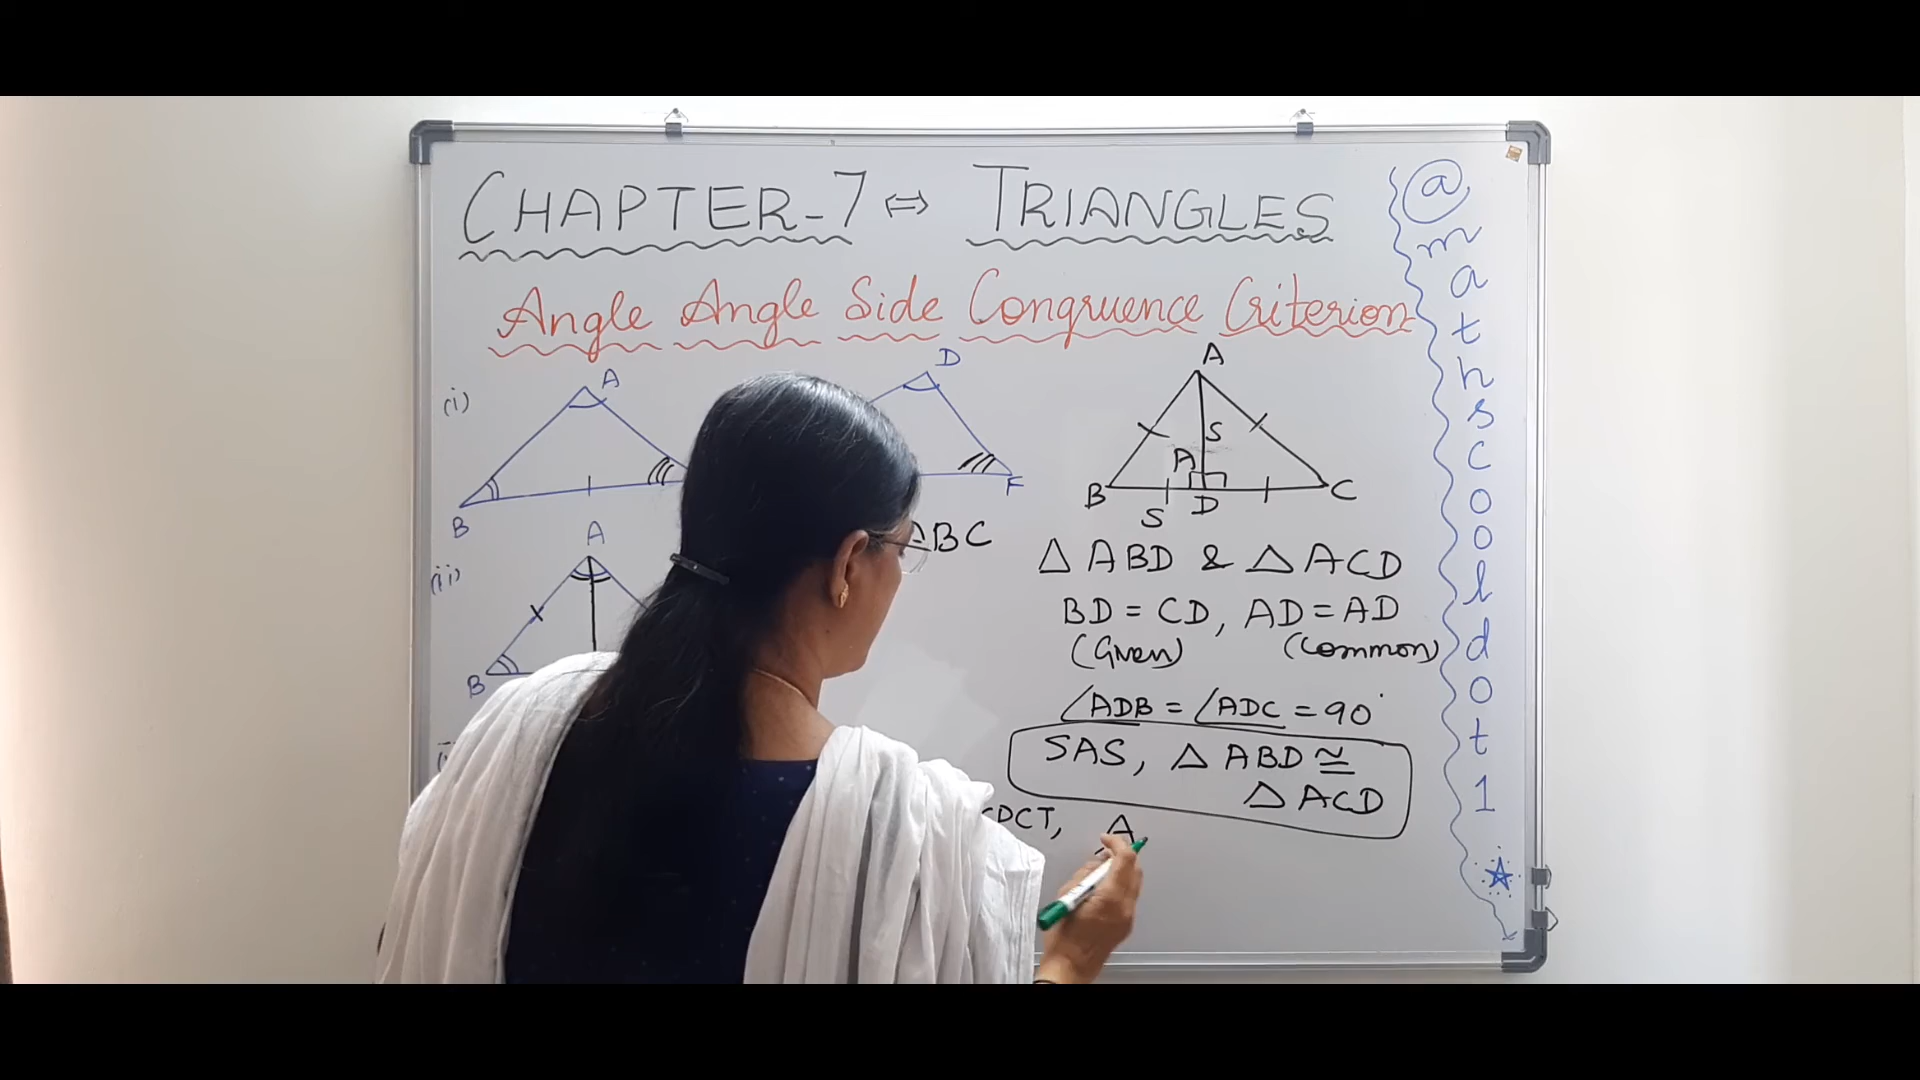 CHAPTER-7 ⇔ TRIANGLES
Angle Angle Side Congruence Criterion
(i)
A
B
D
F
ABC
(ii)
A
B
A
S
A
B
S
D
C
△ ABD & △ ACD
BD = CD, AD = AD
(Given) (Common)
∠ADB = ∠ADC = 90°
SAS, △ ABD ≅
△ ACD
CPCT, A
@mathscooldot1